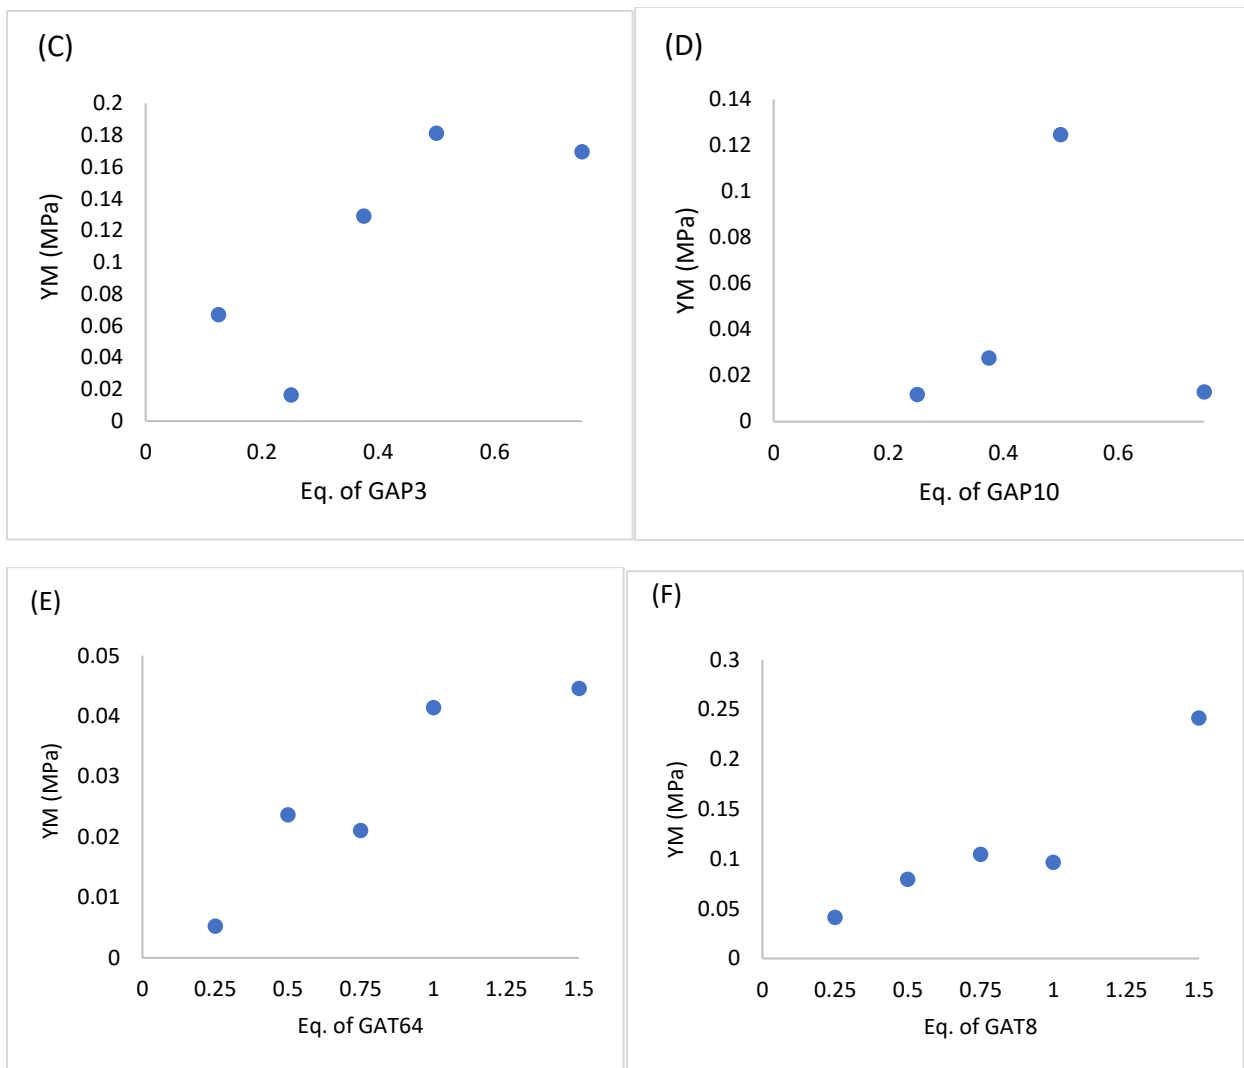 (C)
YM (MPa)
0.2
0.18
0.16
0.14
0.12
0.1
0.08
0.06
0.04
0.02
0
0 0.2 0.4 0.6
Eq. of GAP3
(D)
YM (MPa)
0.14
0.12
0.1
0.08
0.06
0.04
0.02
0
0 0.2 0.4 0.6
Eq. of GAP10
(E)
YM (MPa)
0.05
0.04
0.03
0.02
0.01
0
0 0.25 0.5 0.75 1 1.25 1.5
Eq. of GAT64
(F)
YM (MPa)
0.3
0.25
0.2
0.15
0.1
0.05
0
0 0.25 0.5 0.75 1 1.25 1.5
Eq. of GAT8